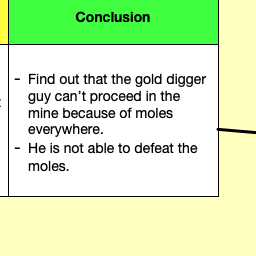 Conclusion
- Find out that the gold digger
guy can't proceed in the
mine because of moles
everywhere.
- He is not able to defeat the
moles.